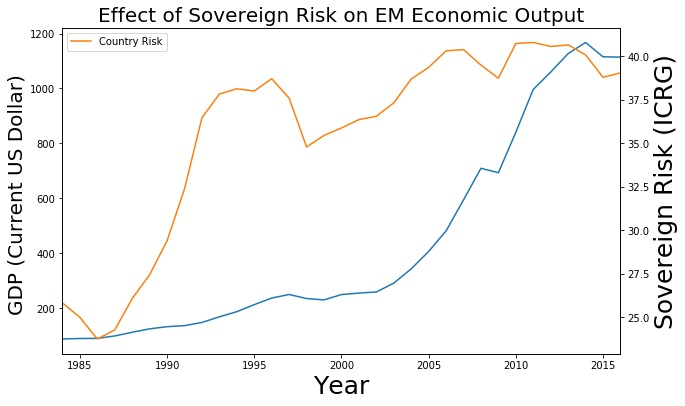 Effect of Sovereign Risk on EM Economic Output
Country Risk
GDP (Current US Dollar)
1200
1000
800
600
400
200
Sovereign Risk (ICRG)
40.0
37.5
35.0
32.5
30.0
27.5
25.0
1985 1990 1995 2000 2005 2010 2015
Year